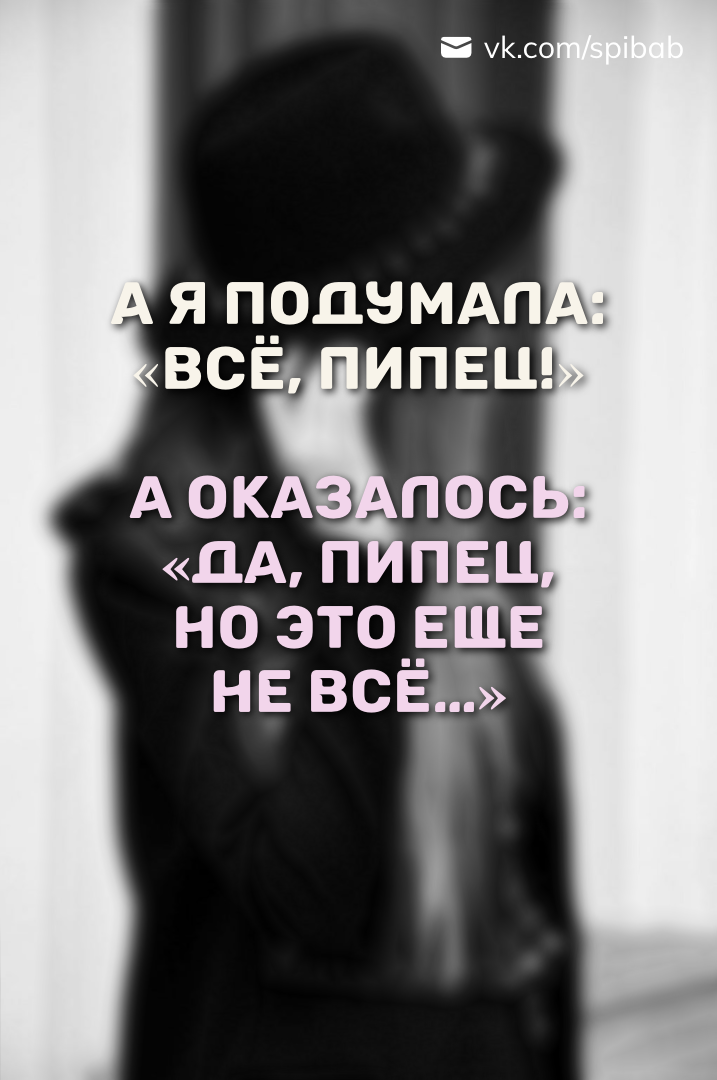 vk.com/spibab
А Я ПОДУМАЛА:
«ВСЁ, ПИПЕЦ!»
А ОКАЗАЛОСЬ:
«ДА, ПИПЕЦ,
НО ЭТО ЕЩЕ
НЕ ВСЁ...»